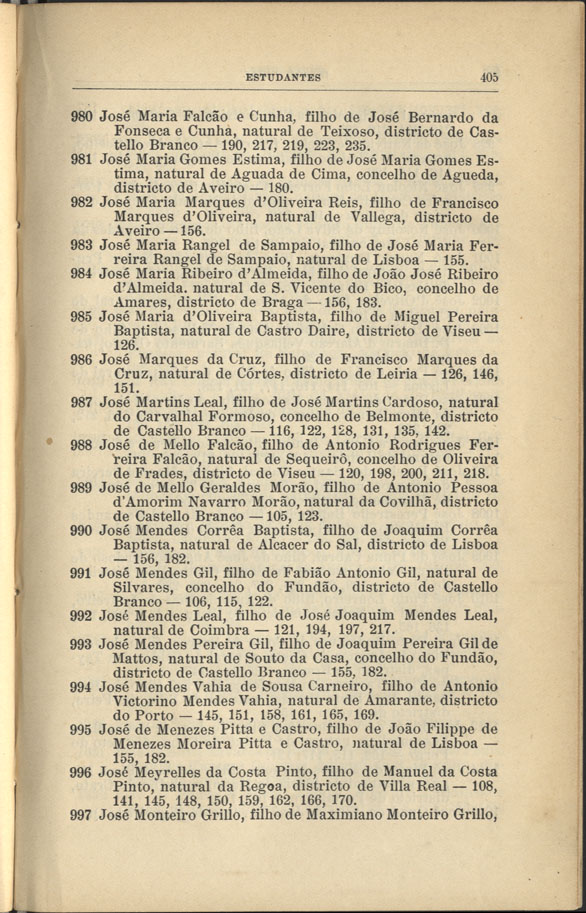 ESTUDANTES 405
980 José Maria Falcão e Cunha, filho de José Bernardo da
Fonseca e Cunha, natural de Teixoso, districto de Cas-
tello Branco — 190, 217, 219, 223, 235.
981 José Maria Gomes Estima, filho de José Maria Gomes Es-
tima, natural de Aguada de Cima, concelho de Agueda,
districto de Aveiro — 180.
982 José Maria Marques d'Oliveira Reis, filho de Francisco
Marques d'Oliveira, natural de Vallega, districto de
Aveiro — 156.
983 José Maria Rangel de Sampaio, filho de José Maria Fer-
reira Rangel de Sampaio, natural de Lisboa — 155.
984 José Maria Ribeiro d'Almeida, filho de João José Ribeiro
d'Almeida. natural de S. Vicente do Bico, concelho de
Amares, districto de Braga — 156, 183.
985 José Maria d'Oliveira Baptista, filho de Miguel Pereira
Baptista, natural de Castro Daire, districto de Viseu —
126.
986 José Marques da Cruz, filho de Francisco Marques da
Cruz, natural de Córtes, districto de Leiria — 126, 146,
151.
987 José Martins Leal, filho de José Martins Cardoso, natural
do Carvalhal Formoso, concelho de Belmonte, districto
de Castello Branco — 116, 122, 128, 131, 135, 142.
988 José de Mello Falcão, filho de Antonio Rodrigues Fer-
reira Falcão, natural de Sequeirô, concelho de Oliveira
de Frades, districto de Viseu — 120, 198, 200, 211, 218.
989 José de Mello Geraldes Morão, filho de Antonio Pessoa
d'Amorim Navarro Morão, natural da Covilhã, districto
de Castello Branco — 105, 123.
990 José Mendes Corrêa Baptista, filho de Joaquim Corrêa
Baptista, natural de Alcacer do Sal, districto de Lisboa
— 156, 182.
991 José Mendes Gil, filho de Fabião Antonio Gil, natural de
Silvares, concelho do Fundão, districto de Castello
Branco — 106, 115, 122.
992 José Mendes Leal, filho de José Joaquim Mendes Leal,
natural de Coimbra — 121, 194, 197, 217.
993 José Mendes Pereira Gil, filho de Joaquim Pereira Gil de
Mattos, natural de Souto da Casa, concelho do Fundão,
districto de Castello Branco — 155, 182.
994 José Mendes Vahia de Sousa Carneiro, filho de Antonio
Victorino Mendes Vahia, natural de Amarante, districto
do Porto — 145, 151, 158, 161, 165, 169.
995 José de Menezes Pitta e Castro, filho de João Filippe de
Menezes Moreira Pitta e Castro, natural de Lisboa —
155, 182.
996 José Meyrelles da Costa Pinto, filho de Manuel da Costa
Pinto, natural da Regoa, districto de Villa Real — 108,
141, 145, 148, 150, 159, 162, 166, 170.
997 José Monteiro Grillo, filho de Maximiano Monteiro Grillo,